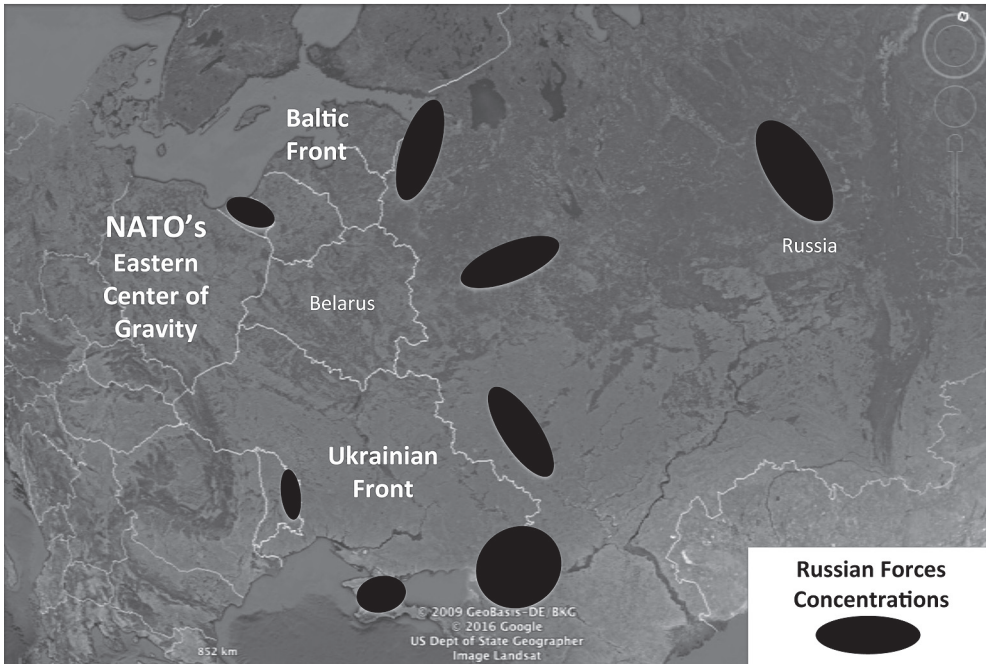 Baltic
Front
NATO's
Eastern
Center of
Gravity
Russia
Belarus
Ukrainian
Front
Russian Forces
Concentrations
© 2009 GeoBasis-DE/BKG
© 2016 Google
US Dept of State Geographer
Image Landsat
852 km
N